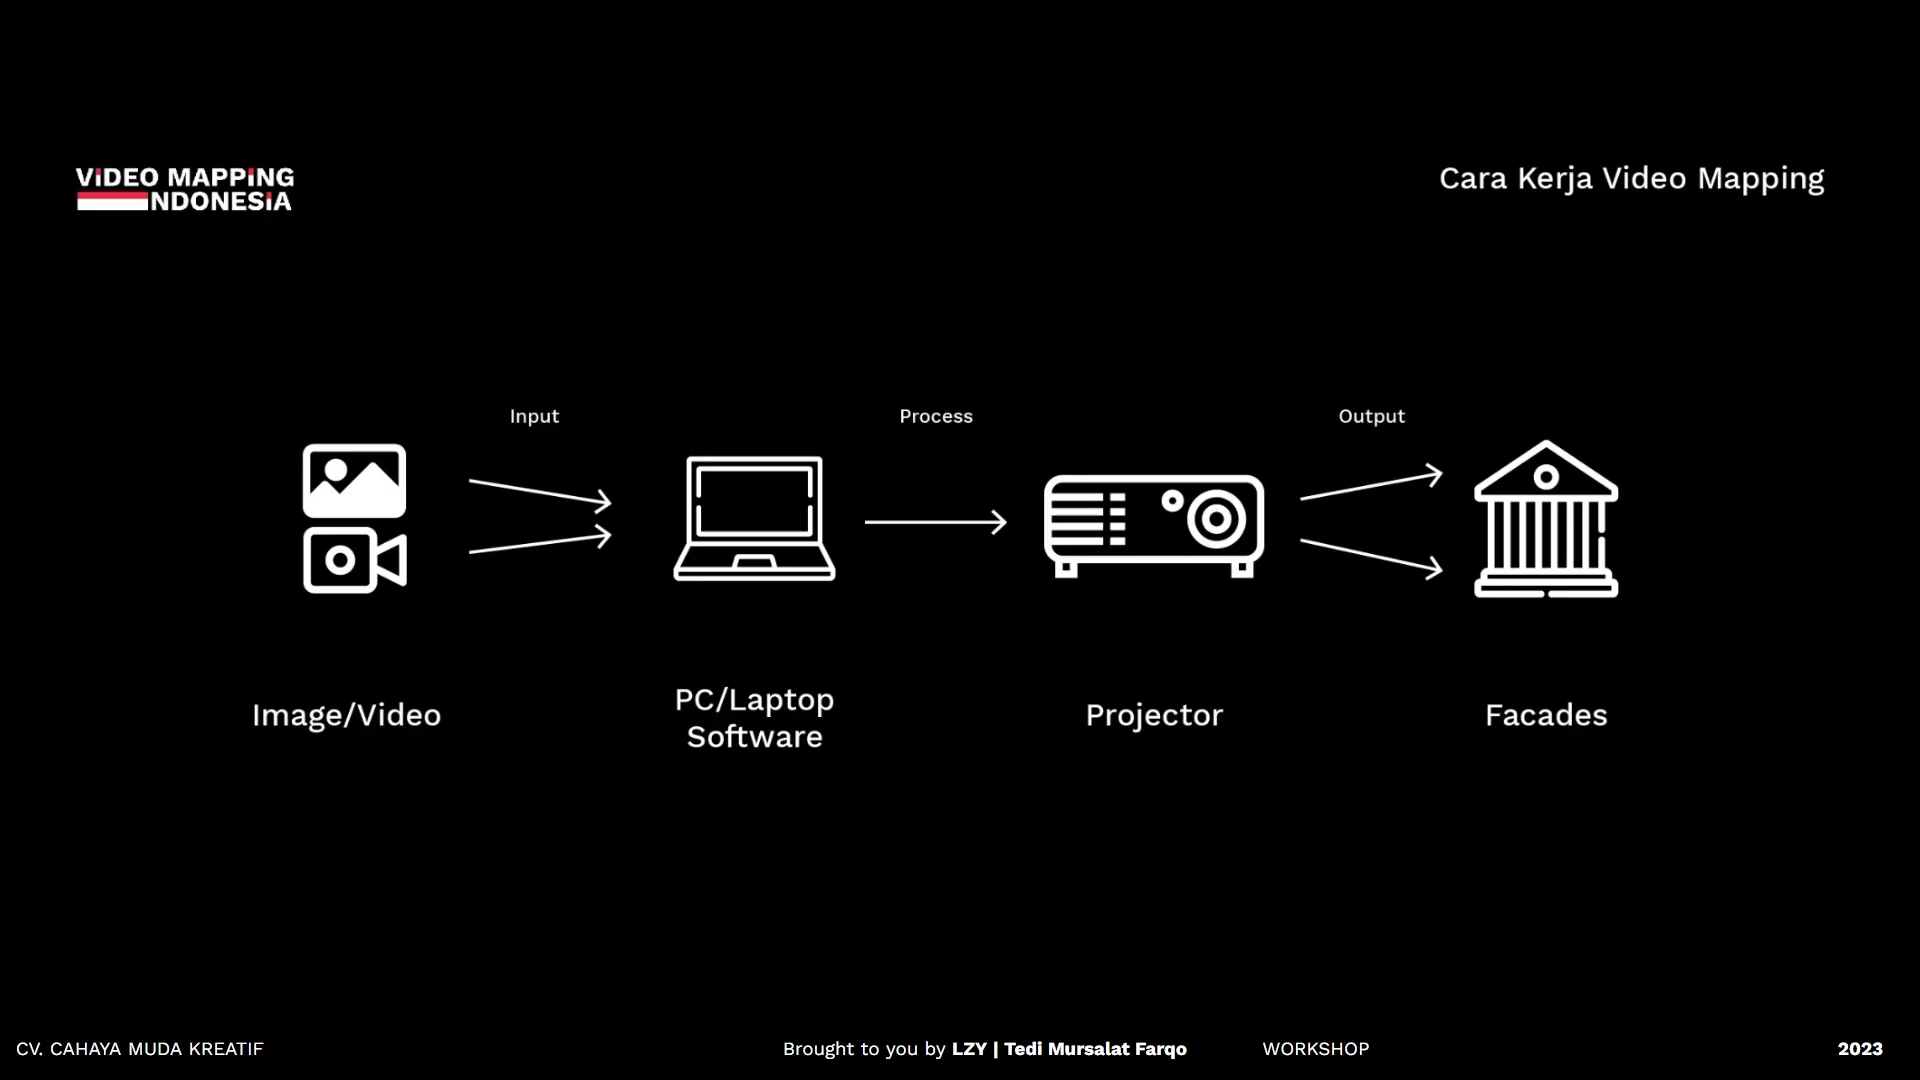 VIDEO MAPPING
NDONESIA
Cara Kerja Video Mapping
Input
Process
Output
Image/Video
PC/Laptop
Software
Projector
Facades
CV. CAHAYA MUDA KREATIF
Brought to you by LZY | Tedi Mursalat Farqo
WORKSHOP
2023